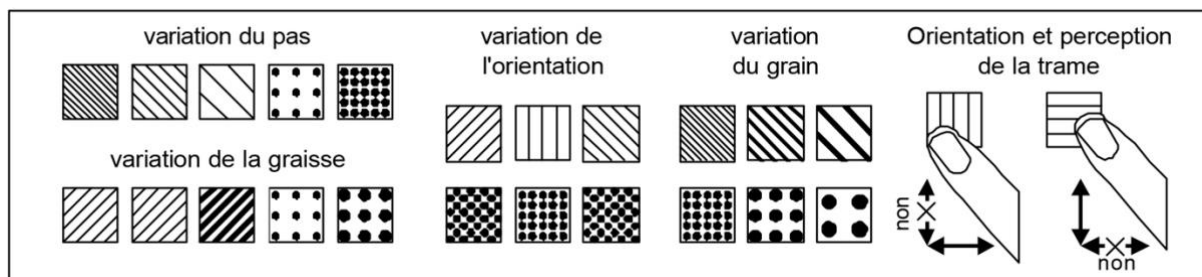 variation du pas
variation de la graisse
variation de
l'orientation
variation
du grain
Orientation et perception
de la trame
non
non